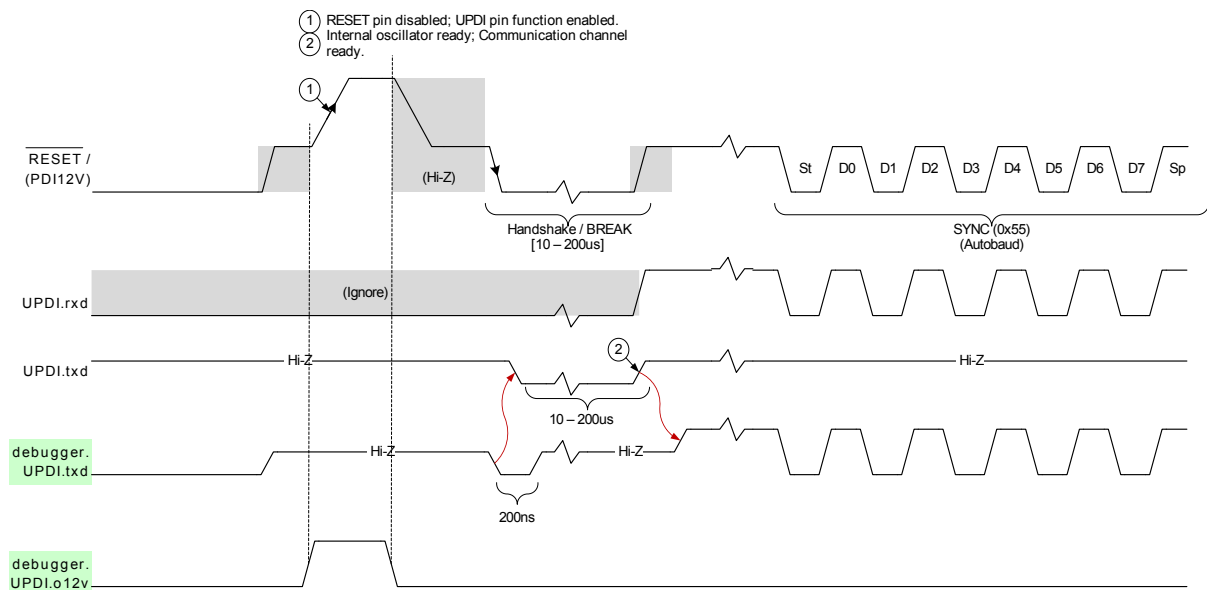 1 RESET pin disabled; UPDI pin function enabled.
2 Internal oscillator ready; Communication channel
ready.
1
RESET /
(PDI12V)
(Hi-Z)
St D0 D1 D2 D3 D4 D5 D6 D7 Sp
Handshake / BREAK
[10 – 200us]
SYNC (0x55)
(Autobaud)
UPDI.rxd
(Ignore)
UPDI.txd
Hi-Z
2
Hi-Z
10 – 200us
debugger.
UPDI.txd
Hi-Z
Hi-Z
200ns
debugger.
UPDI.o12v